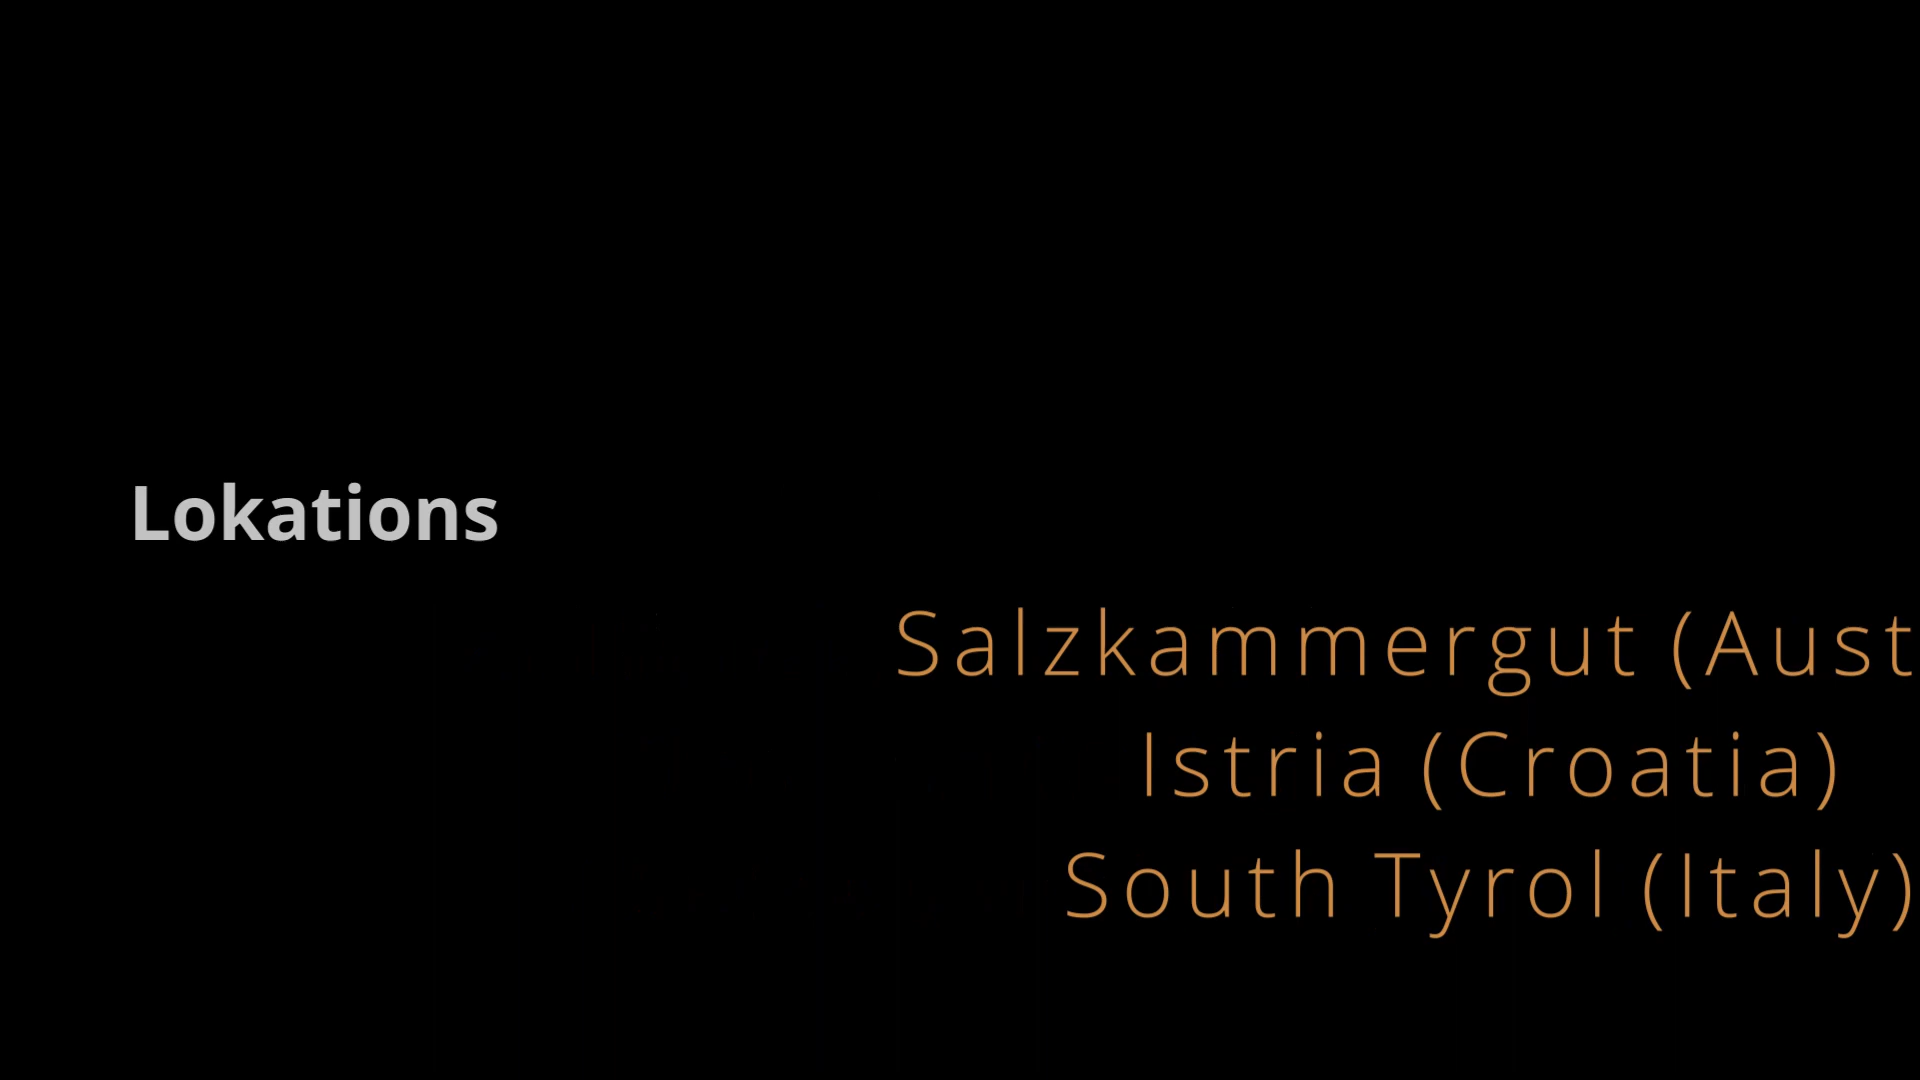 Lokations
Salzkammergut (Aust
Istria (Croatia)
South Tyrol (Italy)